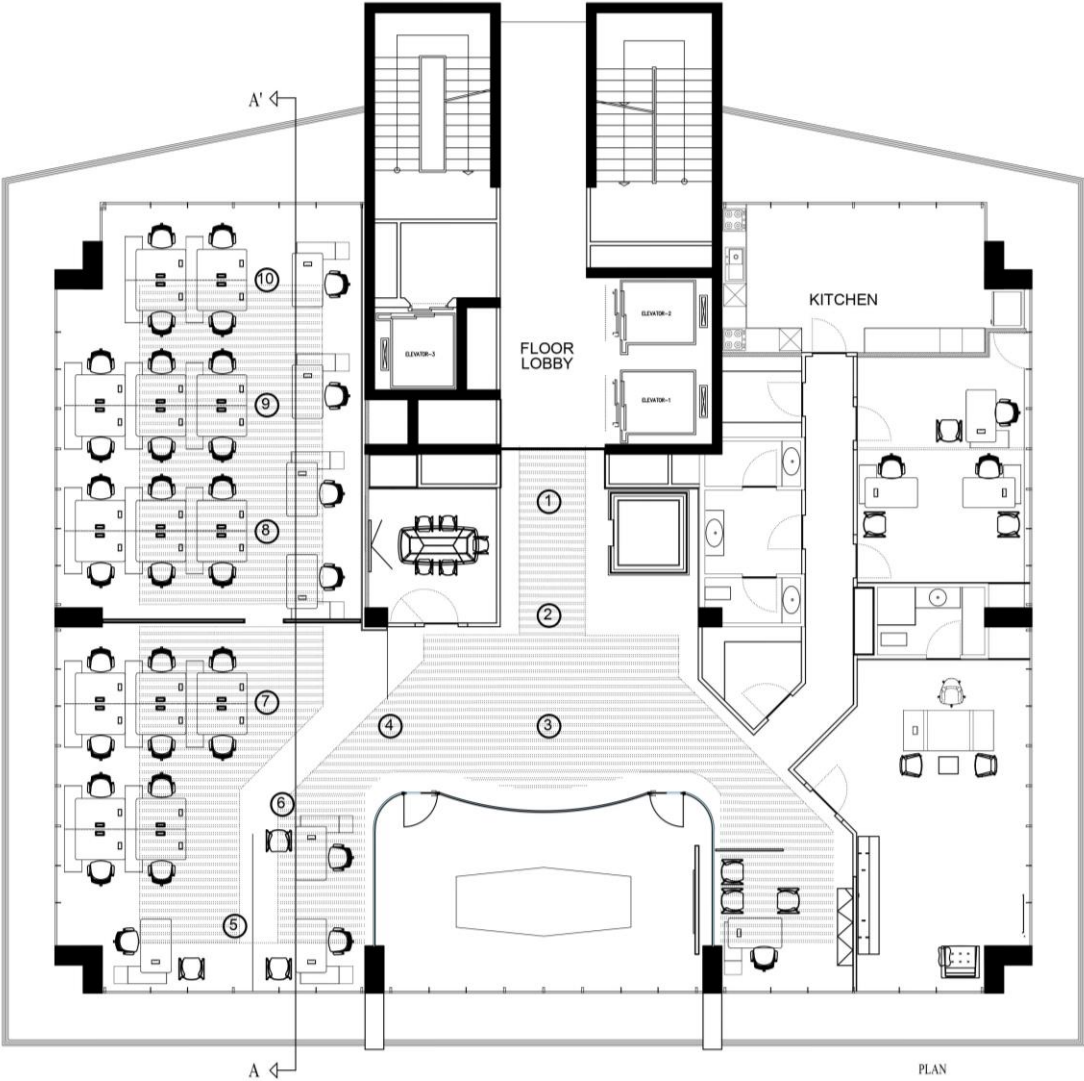 A'
10
ELEVATOR-2
KITCHEN
FLOOR
LOBBY
ELEVATOR-3
ELEVATOR-1
9
1
8
2
7
4
3
6
5
A
PLAN